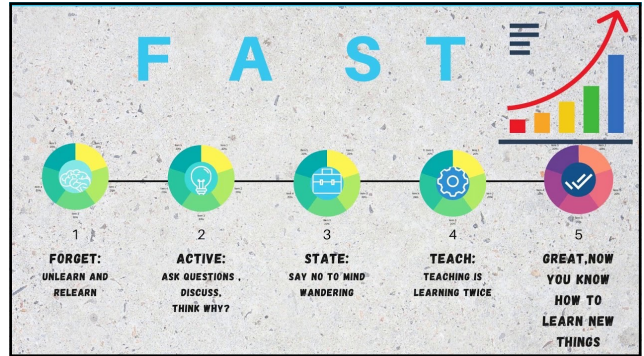 F A S T
1
FORGET:
UNLEARN AND
RELEARN
2
ACTIVE:
ASK QUESTIONS ,
DISCUSS,
THINK WHY?
3
STATE:
SAY NO TO MIND
WANDERING
4
TEACH:
TEACHING IS
LEARNING TWICE
5
GREAT,NOW
YOU KNOW
HOW TO
LEARN NEW
THINGS